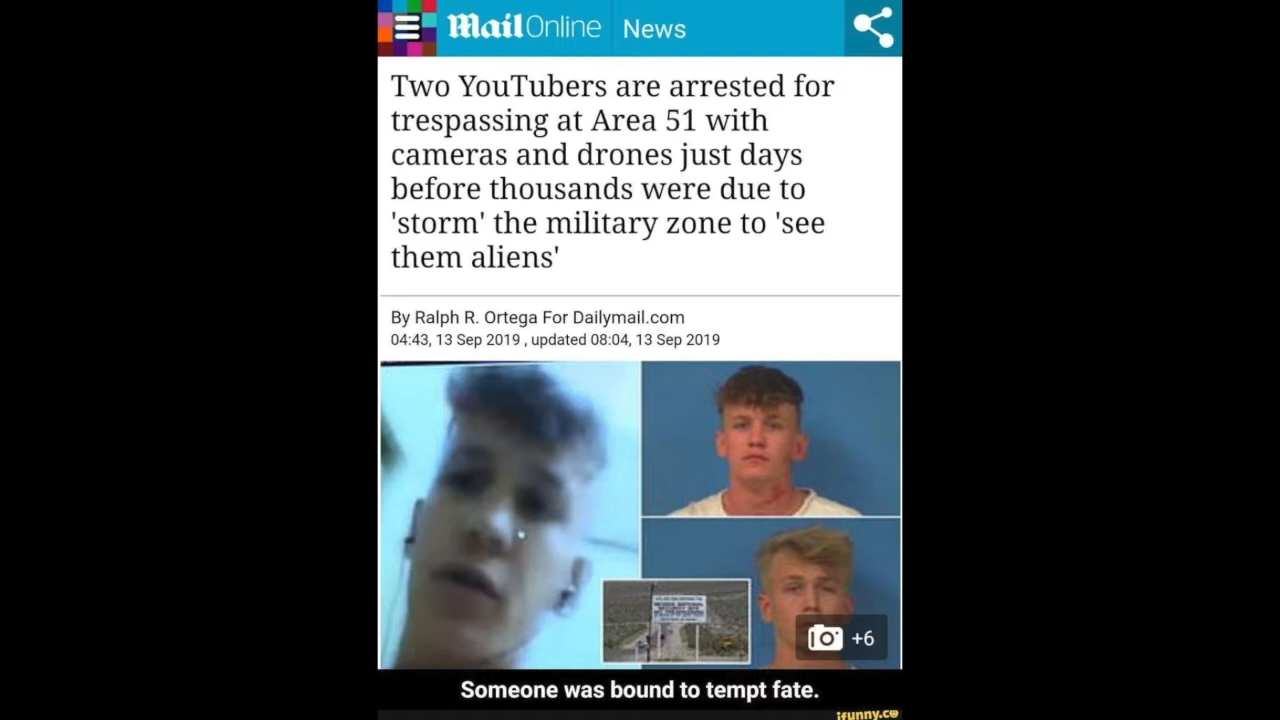 Mail Online News
Two YouTubers are arrested for
trespassing at Area 51 with
cameras and drones just days
before thousands were due to
'storm' the military zone to 'see
them aliens'
By Ralph R. Ortega For Dailymail.com
04:43, 13 Sep 2019 , updated 08:04, 13 Sep 2019
+6
Someone was bound to tempt fate.
ifunny.co